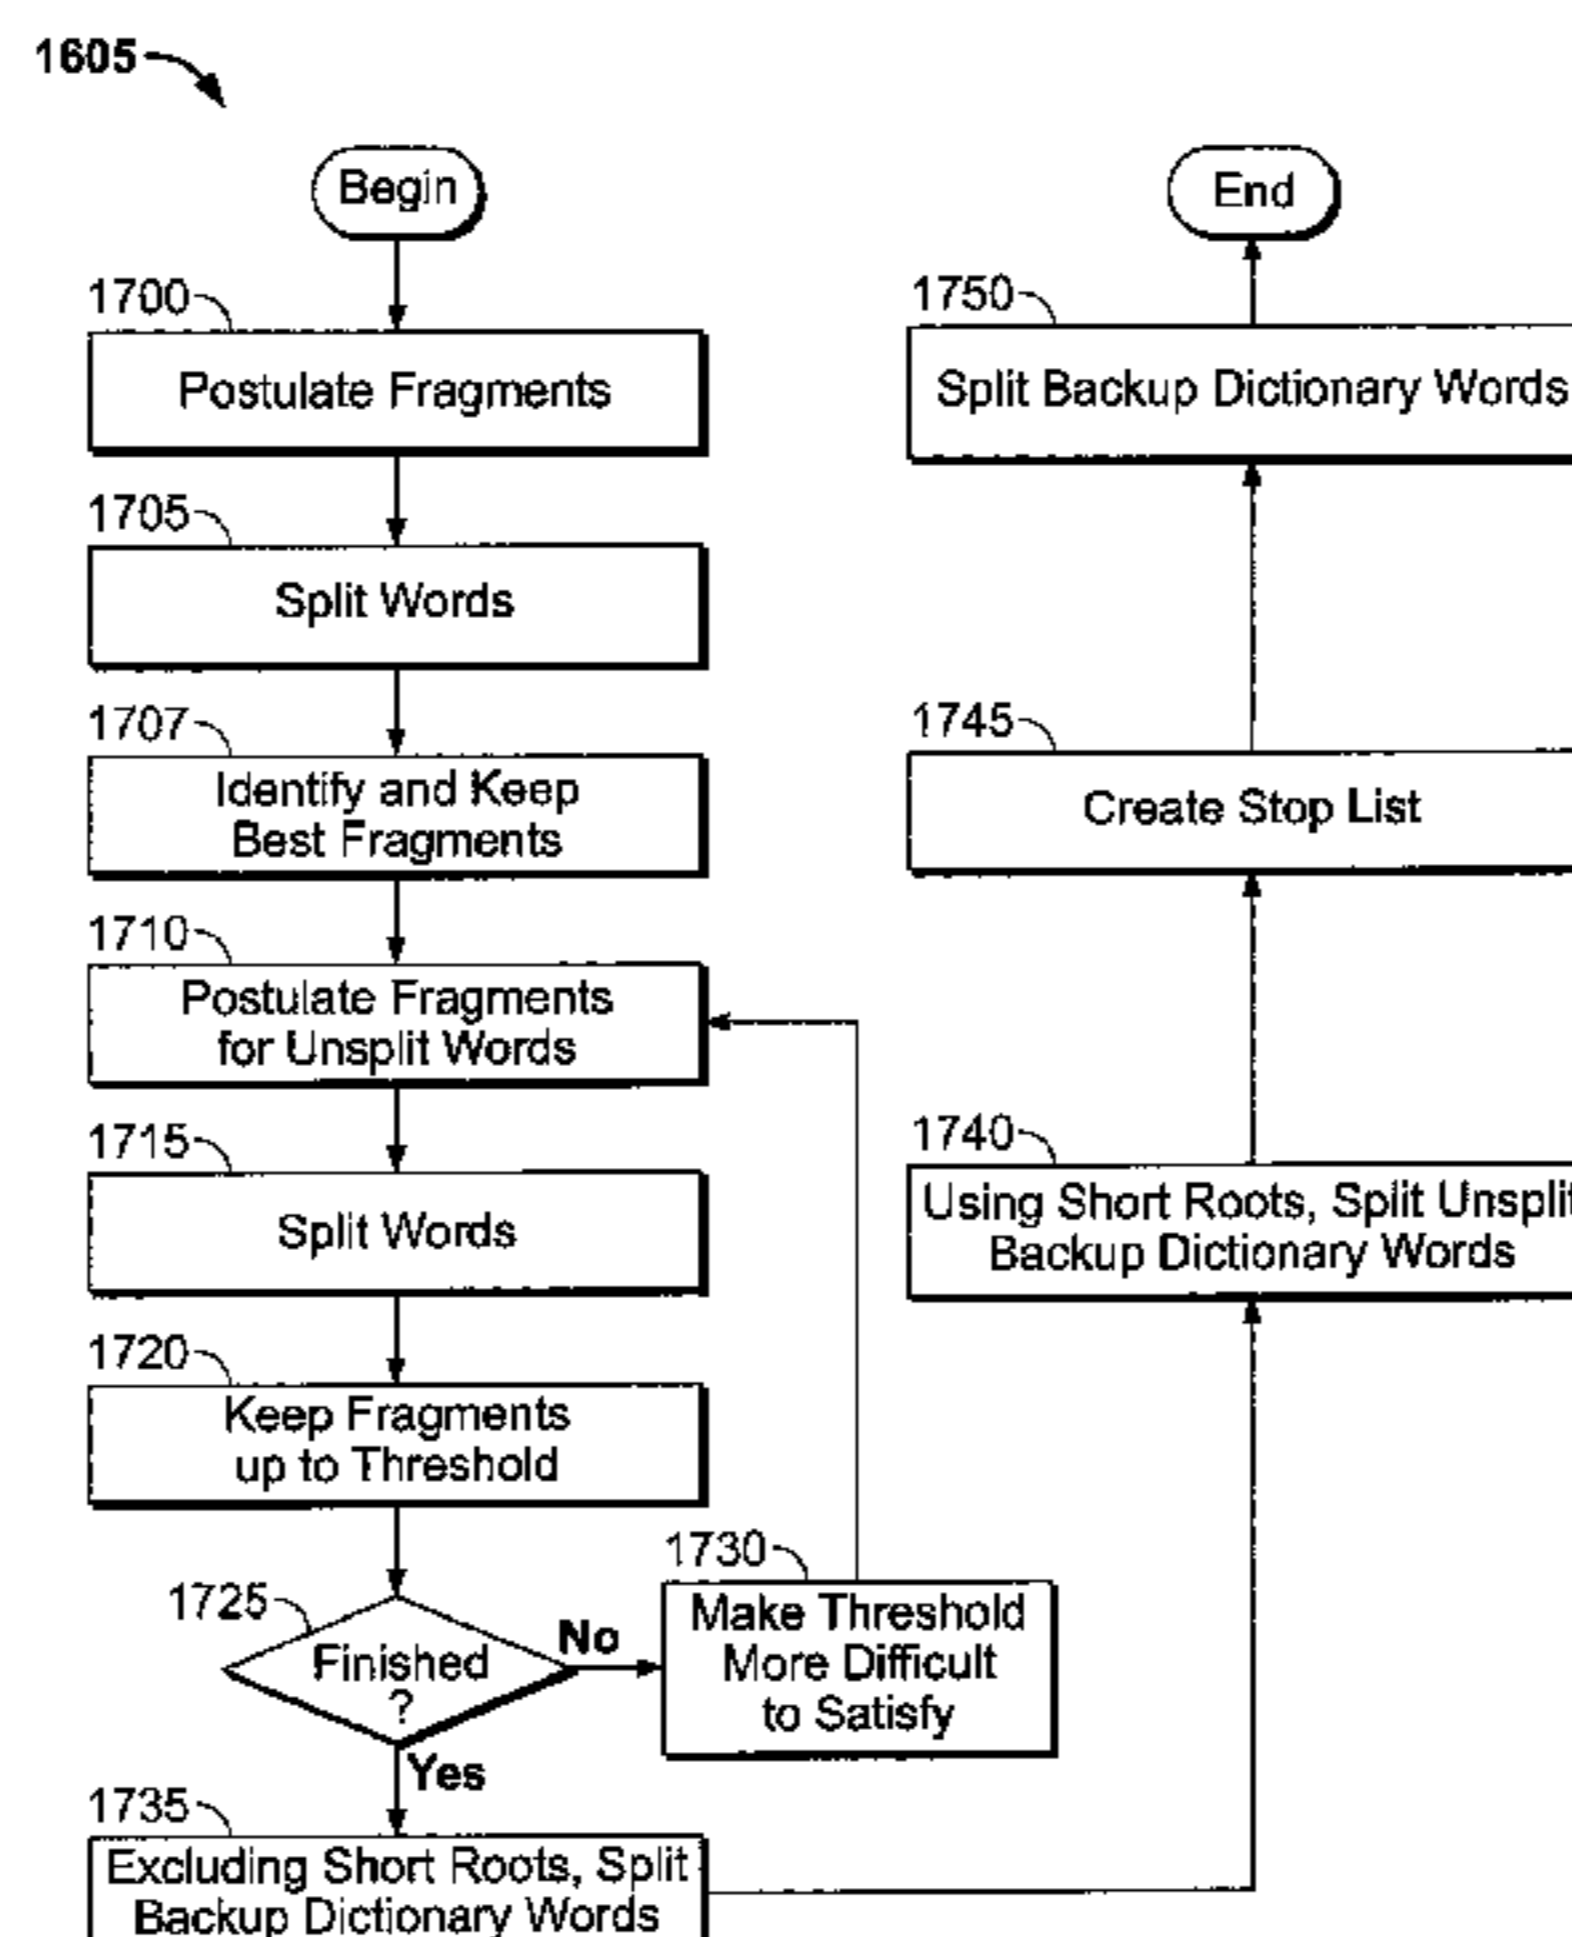 1605
Begin
1700
Postulate Fragments
1705
Split Words
1707
Identify and Keep
Best Fragments
1710
Postulate Fragments
for Unsplit Words
1715
Split Words
1720
Keep Fragments
up to Threshold
1725
Finished
?
No
Yes
1730
Make Threshold
More Difficult
to Satisfy
1735
Excluding Short Roots, Split
Backup Dictionary Words
1740
Using Short Roots, Split Unsplit
Backup Dictionary Words
1745
Create Stop List
1750
Split Backup Dictionary Words
End